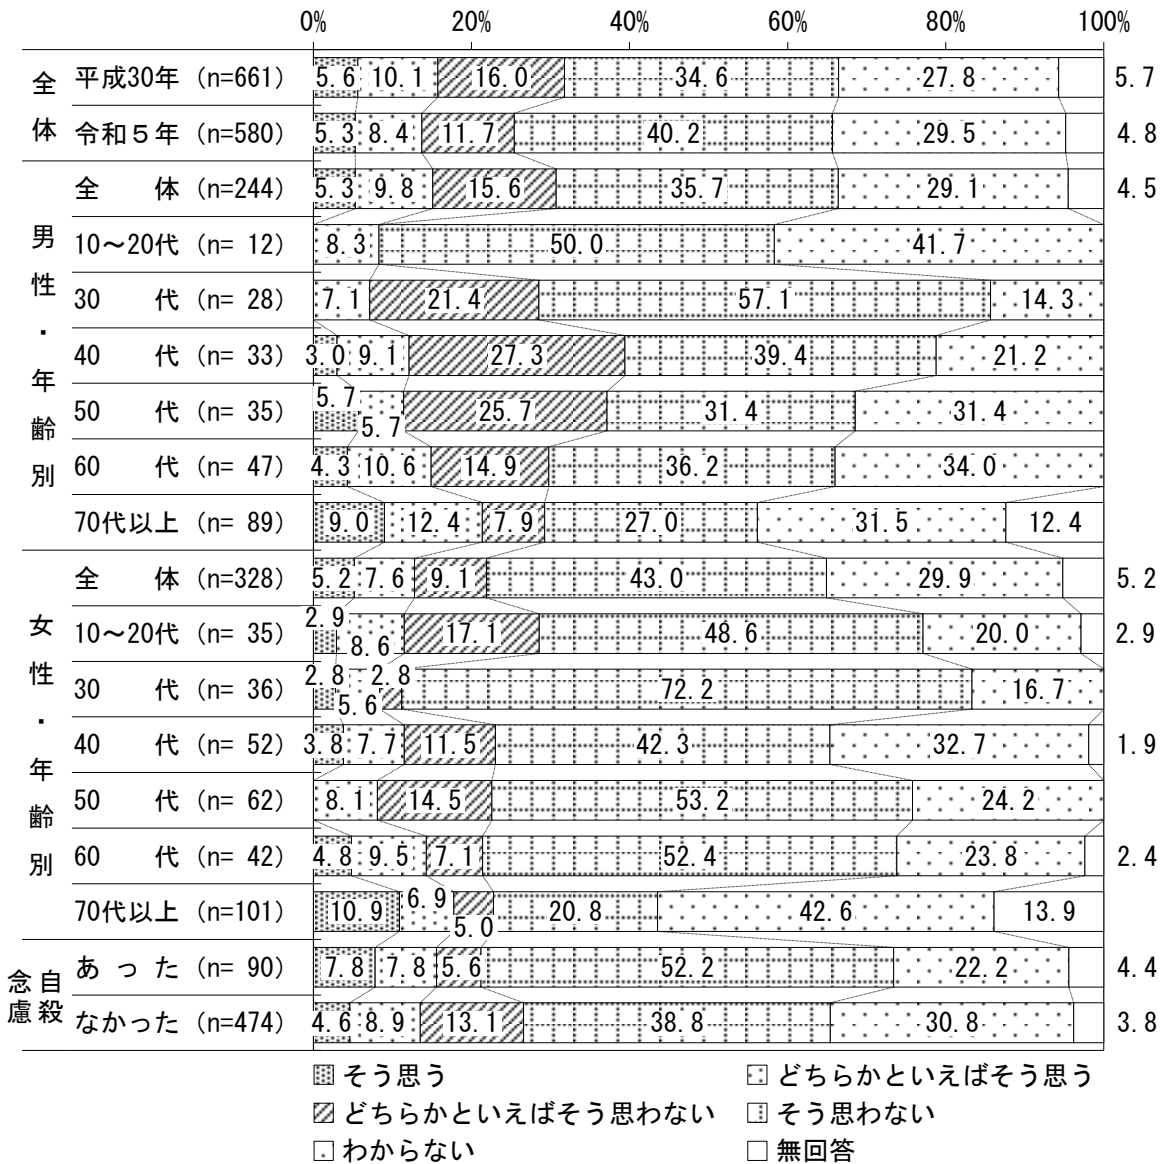 0% 20% 40% 60% 80% 100%
全体
平成30年 (n=661) 5.6 10.1 16.0 34.6 27.8 5.7
令和5年 (n=580) 5.3 8.4 11.7 40.2 29.5 4.8
男性・年齢別
全体 (n=244) 5.3 9.8 15.6 35.7 29.1 4.5
10～20代 (n= 12) 8.3 50.0 41.7
30代 (n= 28) 7.1 21.4 57.1 14.3
40代 (n= 33) 3.0 9.1 27.3 39.4 21.2
50代 (n= 35) 5.7 5.7 25.7 31.4 31.4
60代 (n= 47) 4.3 10.6 14.9 36.2 34.0
70代以上 (n= 89) 9.0 12.4 7.9 27.0 31.5 12.4
女性・年齢別
全体 (n=328) 5.2 7.6 9.1 43.0 29.9 5.2
10～20代 (n= 35) 2.9 8.6 17.1 48.6 20.0 2.9
30代 (n= 36) 2.8 5.6 2.8 72.2 16.7
40代 (n= 52) 3.8 7.7 11.5 42.3 32.7 1.9
50代 (n= 62) 8.1 14.5 53.2 24.2
60代 (n= 42) 4.8 9.5 7.1 52.4 23.8 2.4
70代以上 (n=101) 10.9 6.9 5.0 20.8 42.6 13.9
自殺念慮
あった (n= 90) 7.8 7.8 5.6 52.2 22.2 4.4
なかった (n=474) 4.6 8.9 13.1 38.8 30.8 3.8
そう思う どちらかといえばそう思う
どちらかといえばそう思わない そう思わない
わからない 無回答